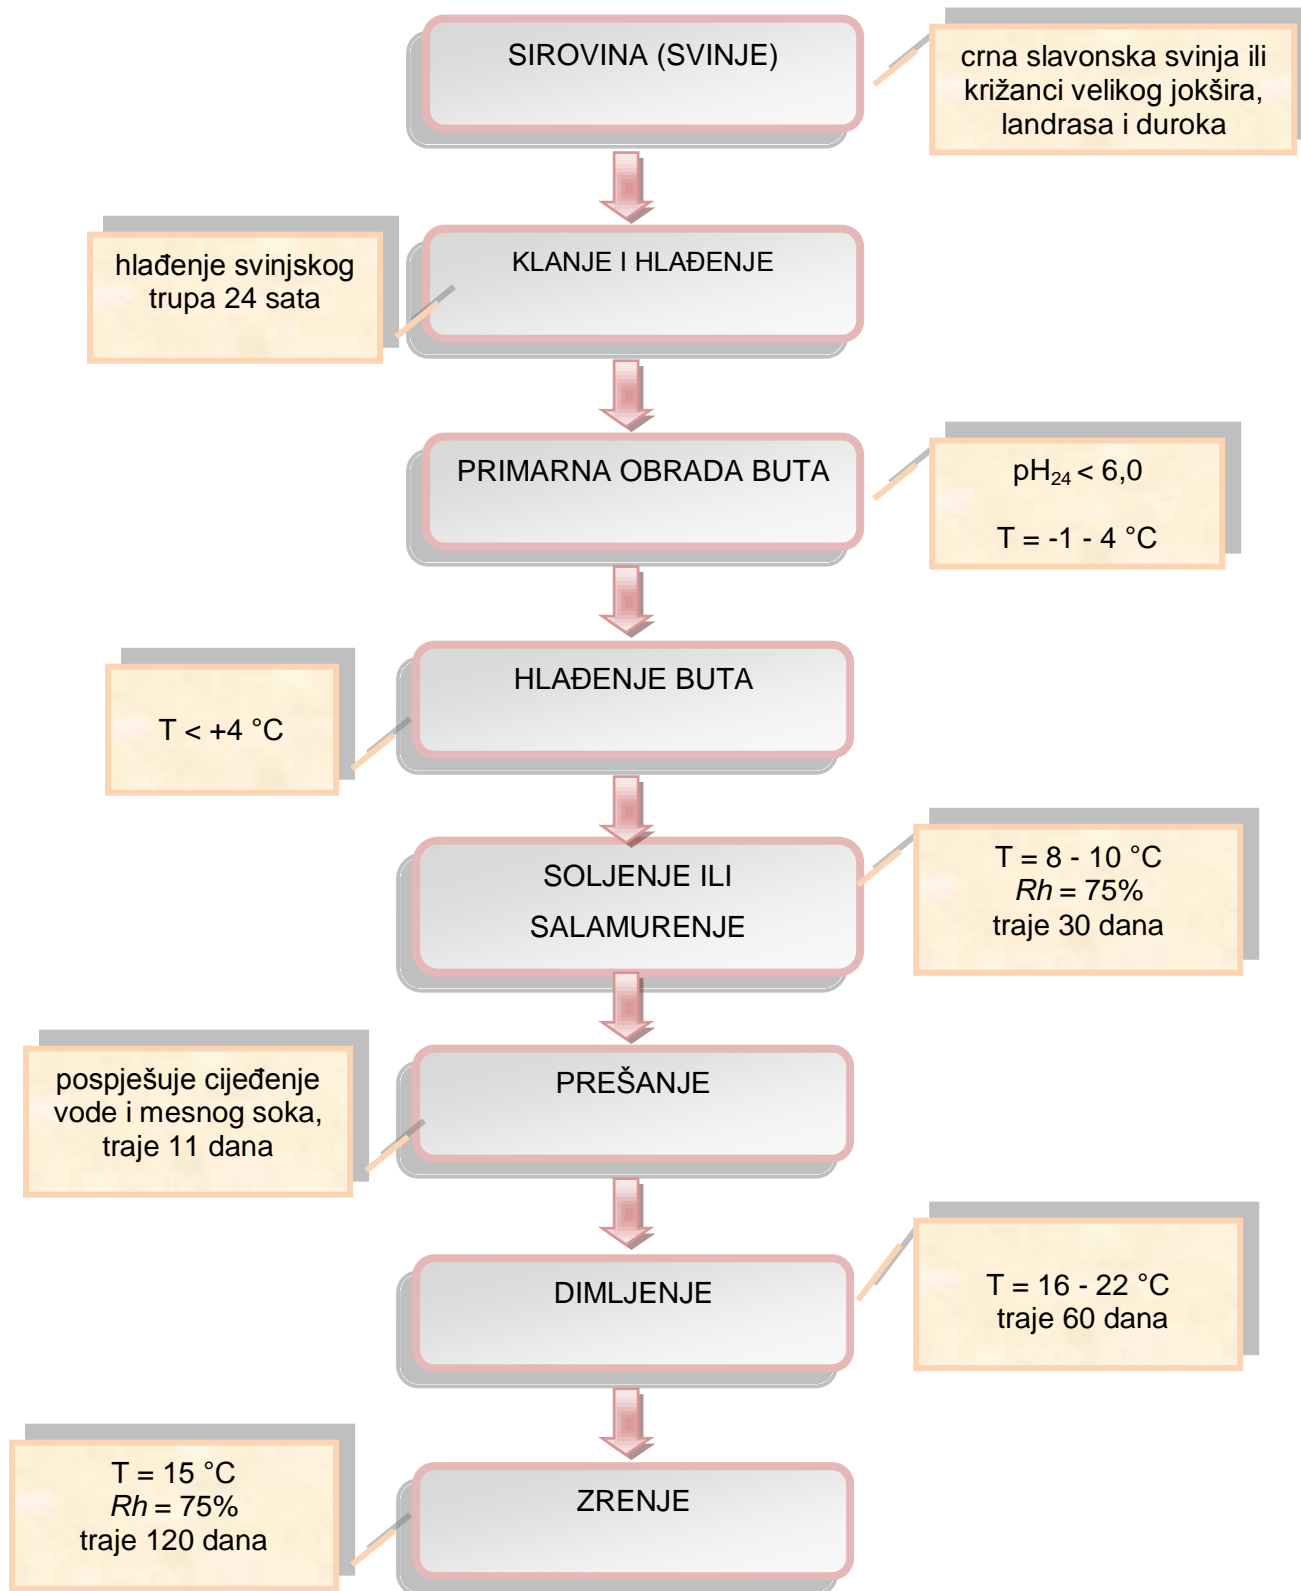 SIROVINA (SVINJE)
crna slavonska svinja ili
križanci velikog jokšira,
landrasa i duroka
KLANJE I HLAĐENJE
hlađenje svinjskog
trupa 24 sata
PRIMARNA OBRADA BUTA
pH₂₄ < 6,0
T = -1 - 4 °C
HLAĐENJE BUTA
T < +4 °C
SOLJENJE ILI
SALAMURENJE
T = 8 - 10 °C
Rh = 75%
traje 30 dana
PREŠANJE
pospješuje cijeđenje
vode i mesnog soka,
traje 11 dana
DIMLJENJE
T = 16 - 22 °C
traje 60 dana
ZRENJE
T = 15 °C
Rh = 75%
traje 120 dana